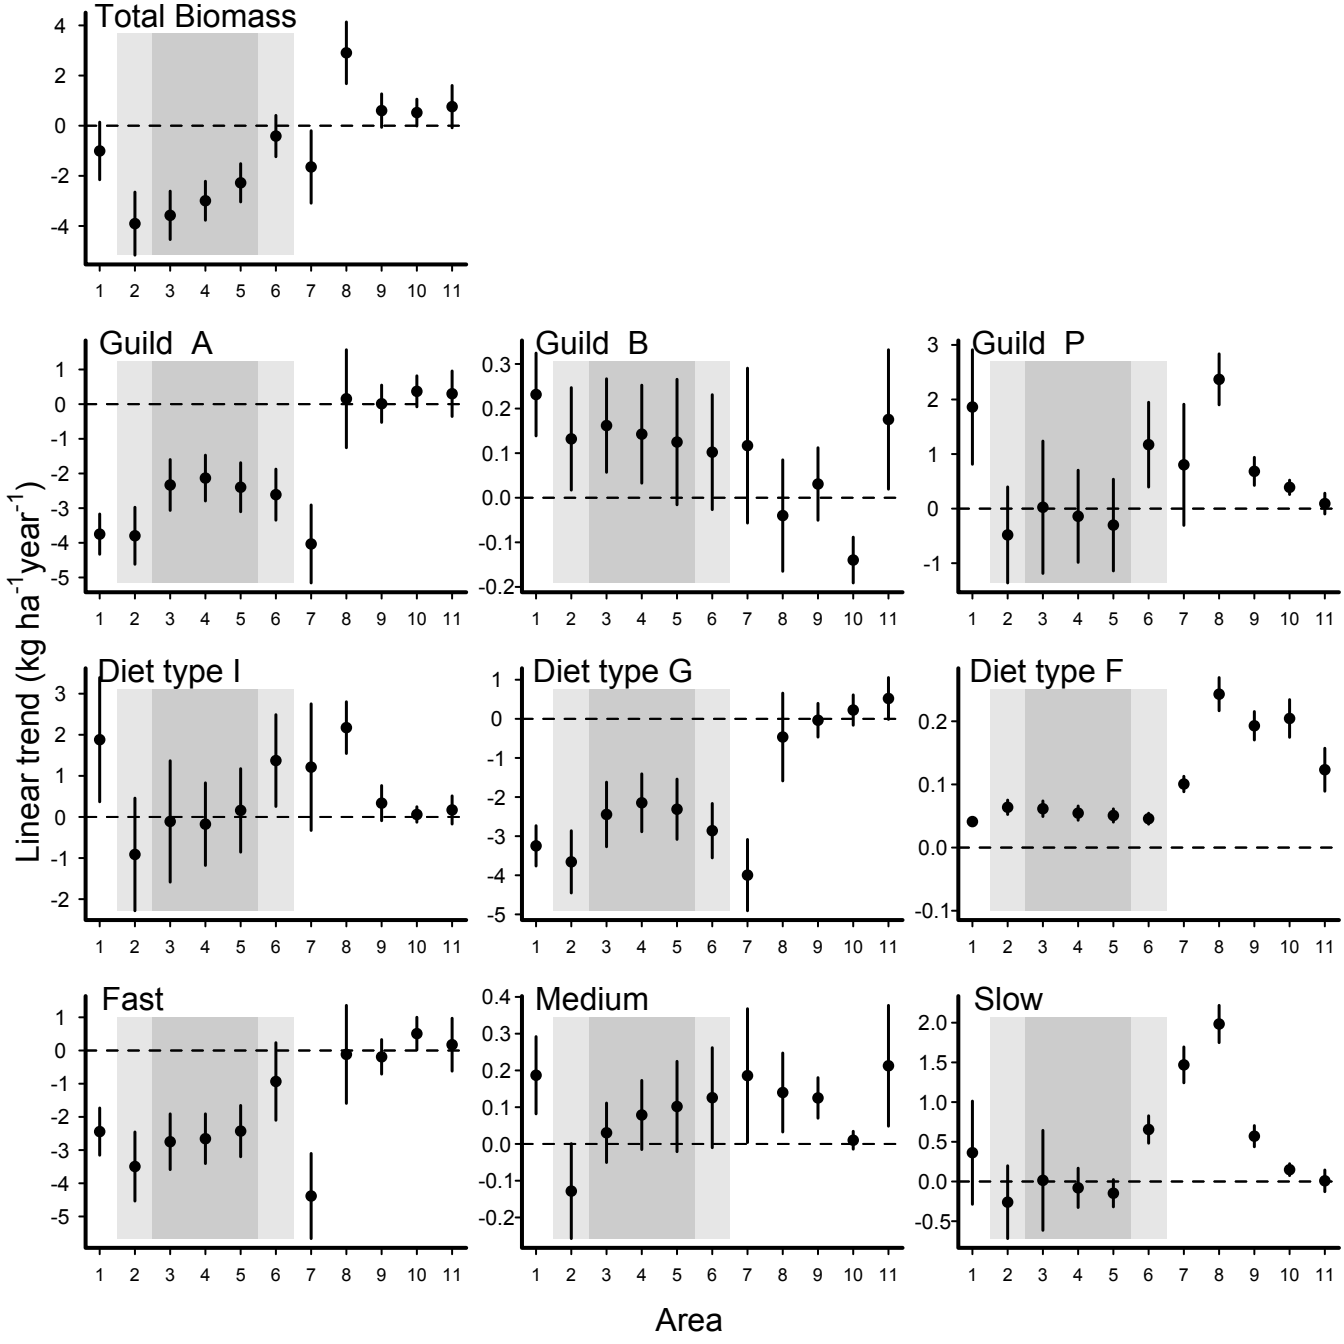 Total Biomass
4
2
0
-2
-4
1 2 3 4 5 6 7 8 9 10 11
Guild A
1
0
-1
-2
-3
-4
-5
1 2 3 4 5 6 7 8 9 10 11
Guild B
0.3
0.2
0.1
0.0
-0.1
-0.2
1 2 3 4 5 6 7 8 9 10 11
Guild P
3
2
1
0
-1
1 2 3 4 5 6 7 8 9 10 11
Linear trend (kg ha⁻¹year⁻¹)
Diet type I
3
2
1
0
-1
-2
1 2 3 4 5 6 7 8 9 10 11
Diet type G
1
0
-1
-2
-3
-4
-5
1 2 3 4 5 6 7 8 9 10 11
Diet type F
0.2
0.1
0.0
-0.1
1 2 3 4 5 6 7 8 9 10 11
Fast
1
0
-1
-2
-3
-4
-5
1 2 3 4 5 6 7 8 9 10 11
Medium
0.4
0.3
0.2
0.1
0.0
-0.1
-0.2
1 2 3 4 5 6 7 8 9 10 11
Slow
2.0
1.5
1.0
0.5
0.0
-0.5
1 2 3 4 5 6 7 8 9 10 11
Area